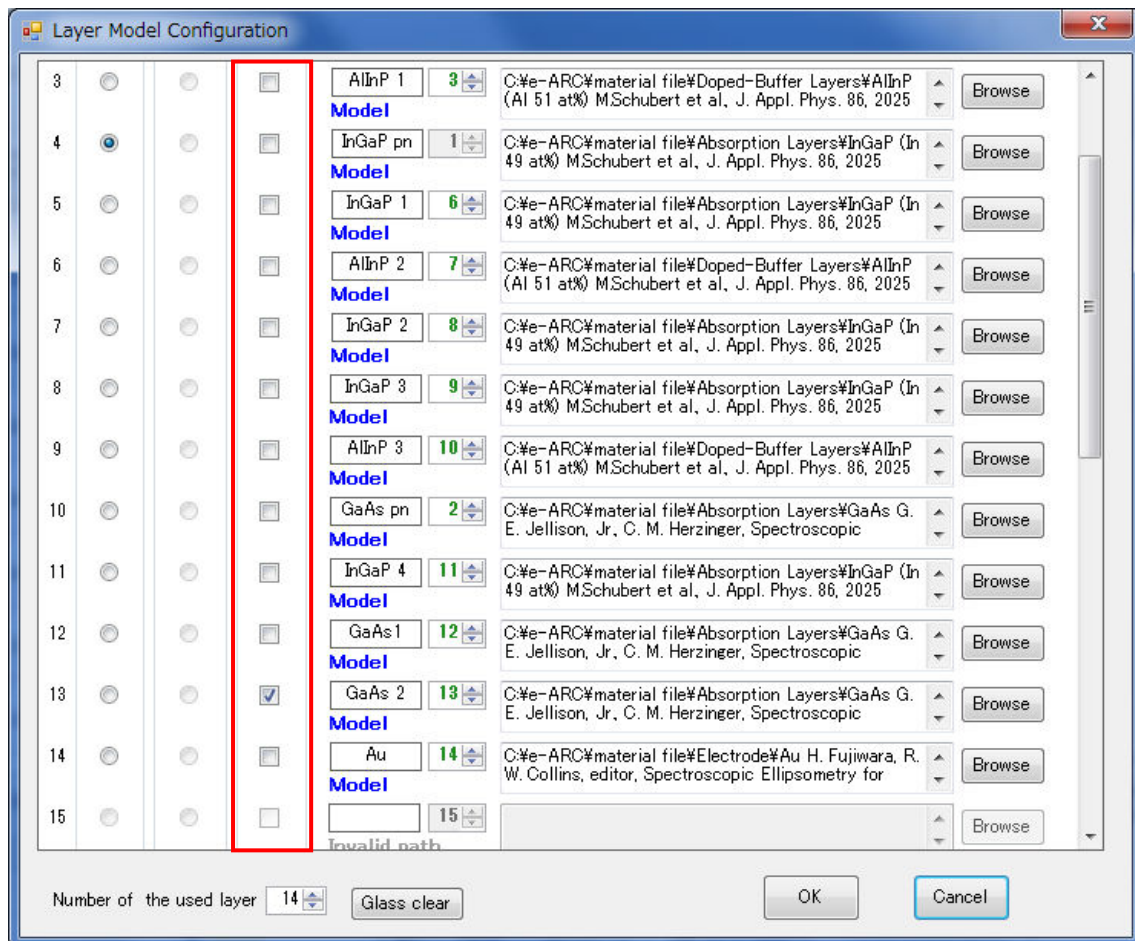 Layer Model Configuration
3 AlInP 1 3 C:¥e-ARC¥material file¥Doped-Buffer Layers¥AlInP Browse
(Al 51 at%) M.Schubert et al, J. Appl. Phys. 86, 2025
Model
4 InGaP pn 1 C:¥e-ARC¥material file¥Absorption Layers¥InGaP (In Browse
49 at%) M.Schubert et al, J. Appl. Phys. 86, 2025
Model
5 InGaP 1 6 C:¥e-ARC¥material file¥Absorption Layers¥InGaP (In Browse
49 at%) M.Schubert et al, J. Appl. Phys. 86, 2025
Model
6 AlInP 2 7 C:¥e-ARC¥material file¥Doped-Buffer Layers¥AlInP Browse
(Al 51 at%) M.Schubert et al, J. Appl. Phys. 86, 2025
Model
7 InGaP 2 8 C:¥e-ARC¥material file¥Absorption Layers¥InGaP (In Browse
49 at%) M.Schubert et al, J. Appl. Phys. 86, 2025
Model
8 InGaP 3 9 C:¥e-ARC¥material file¥Absorption Layers¥InGaP (In Browse
49 at%) M.Schubert et al, J. Appl. Phys. 86, 2025
Model
9 AlInP 3 10 C:¥e-ARC¥material file¥Doped-Buffer Layers¥AlInP Browse
(Al 51 at%) M.Schubert et al, J. Appl. Phys. 86, 2025
Model
10 GaAs pn 2 C:¥e-ARC¥material file¥Absorption Layers¥GaAs G. Browse
E. Jellison, Jr, C. M. Herzinger, Spectroscopic
Model
11 InGaP 4 11 C:¥e-ARC¥material file¥Absorption Layers¥InGaP (In Browse
49 at%) M.Schubert et al, J. Appl. Phys. 86, 2025
Model
12 GaAs1 12 C:¥e-ARC¥material file¥Absorption Layers¥GaAs G. Browse
E. Jellison, Jr, C. M. Herzinger, Spectroscopic
Model
13 GaAs 2 13 C:¥e-ARC¥material file¥Absorption Layers¥GaAs G. Browse
E. Jellison, Jr, C. M. Herzinger, Spectroscopic
Model
14 Au 14 C:¥e-ARC¥material file¥Electrode¥Au H. Fujiwara, R. Browse
W. Collins, editor, Spectroscopic Ellipsometry for
Model
15 15 Browse
Invalid path
Number of the used layer 14 Glass clear OK Cancel